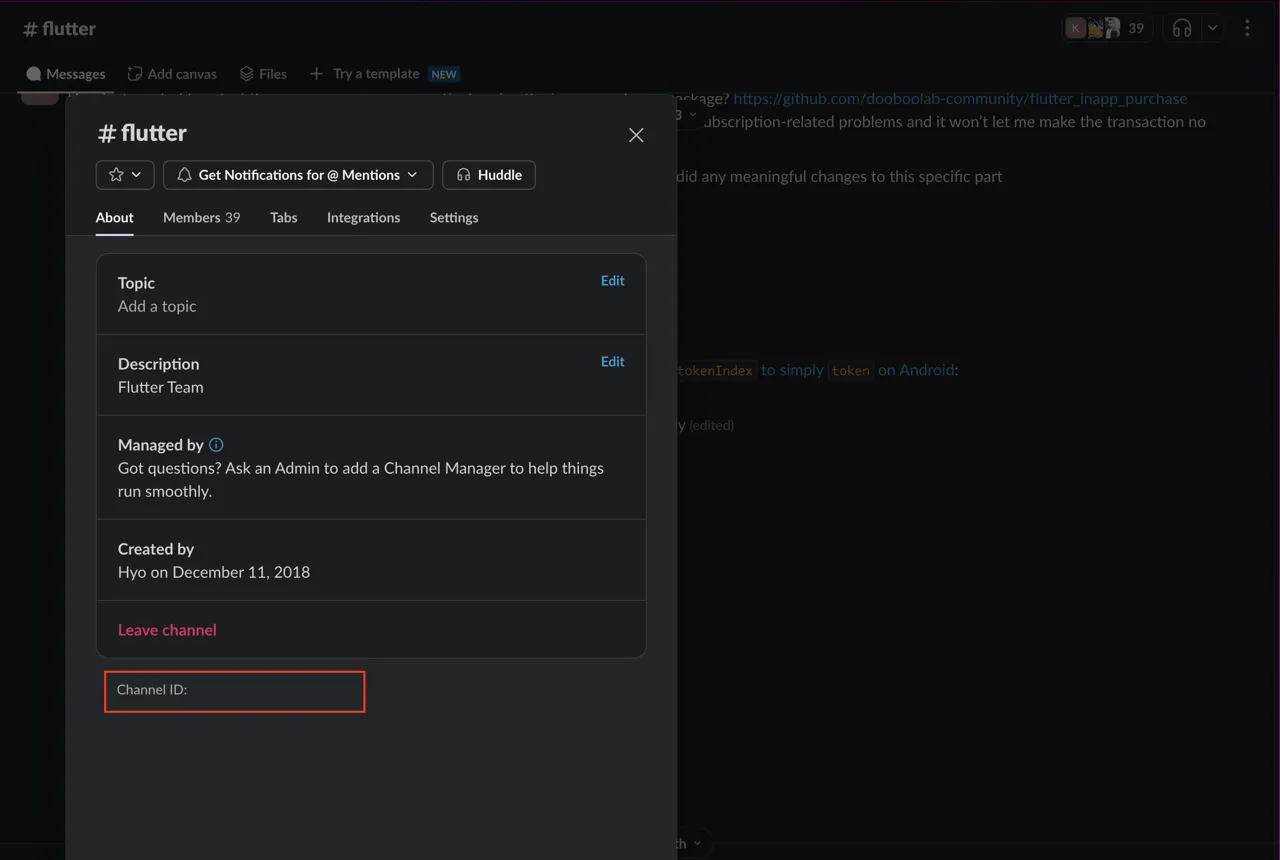 # flutter
K 39
Messages Add canvas Files Try a template NEW
package? https://github.com/dooboolab-community/flutter_inapp_purchase
subscription-related problems and it won't let me make the transaction no
did any meaningful changes to this specific part
tokenIndex to simply token on Android:
(edited)
# flutter
Get Notifications for @ Mentions Huddle
About Members 39 Tabs Integrations Settings
Topic Edit
Add a topic
Description Edit
Flutter Team
Managed by
Got questions? Ask an Admin to add a Channel Manager to help things
run smoothly.
Created by
Hyo on December 11, 2018
Leave channel
Channel ID: